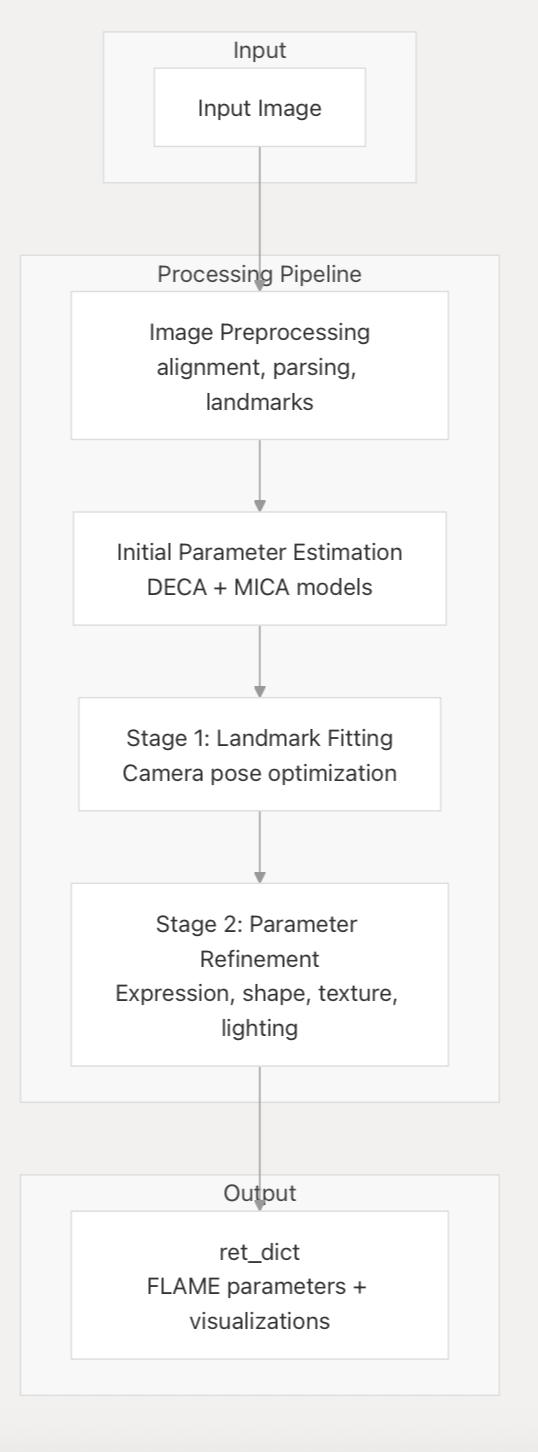 Input
Input Image
Processing Pipeline
Image Preprocessing
alignment, parsing,
landmarks
Initial Parameter Estimation
DECA + MICA models
Stage 1: Landmark Fitting
Camera pose optimization
Stage 2: Parameter
Refinement
Expression, shape, texture,
lighting
Output
ret_dict
FLAME parameters +
visualizations